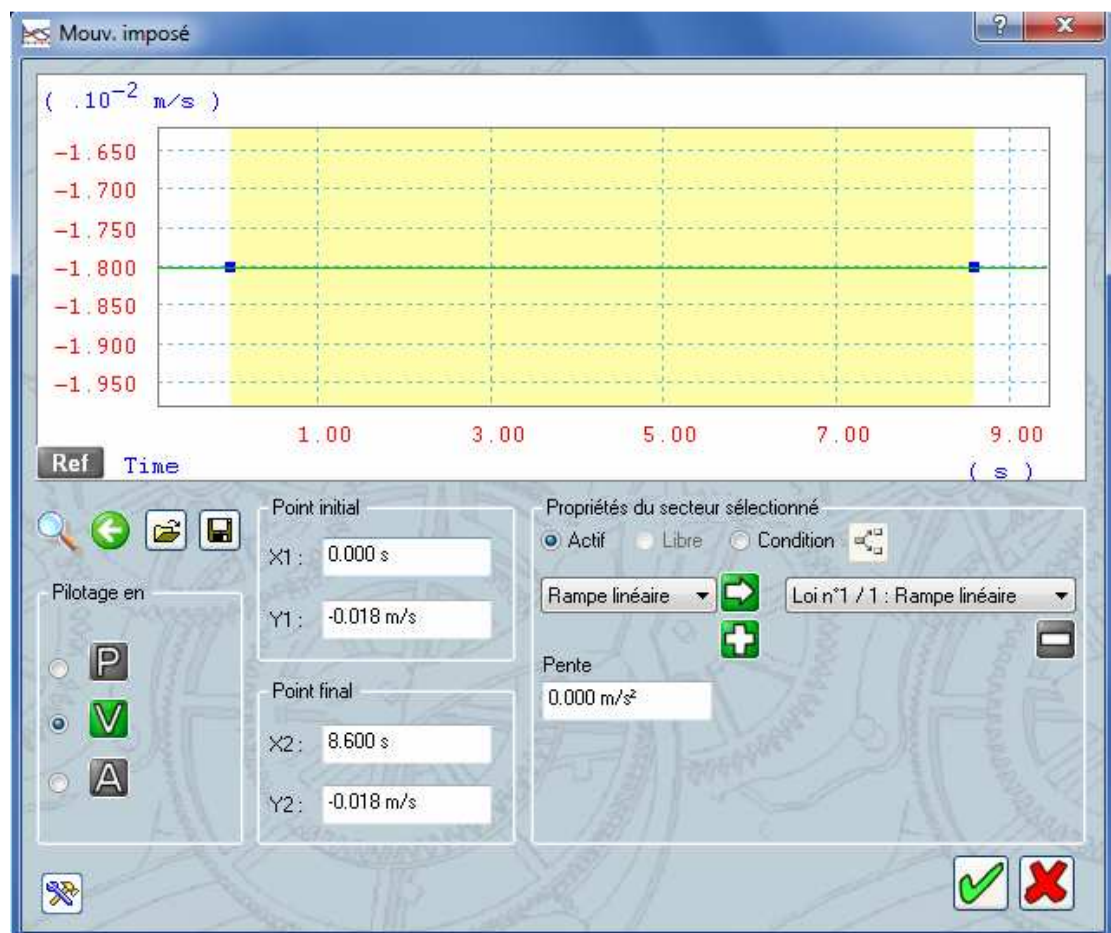 Mouv. imposé
( .10-2 m/s )
-1.650
-1.700
-1.750
-1.800
-1.850
-1.900
-1.950
1.00 3.00 5.00 7.00 9.00
Ref Time ( s )
Point initial
X1 : 0.000 s
Y1 : -0.018 m/s
Pilotage en
P
V
A
Point final
X2 : 8.600 s
Y2 : -0.018 m/s
Propriétés du secteur sélectionné
Actif Libre Condition
Rampe linéaire Loi n°1 / 1 : Rampe linéaire
Pente
0.000 m/s²